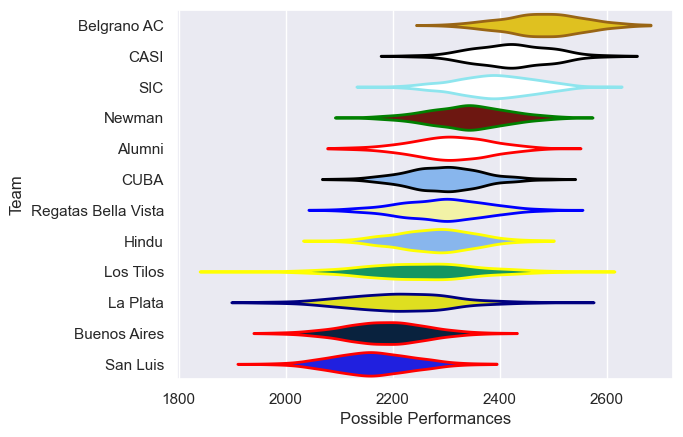 Belgrano AC
CASI
SIC
Newman
Alumni
CUBA
Regatas Bella Vista
Hindu
Los Tilos
La Plata
Buenos Aires
San Luis
Team
1800 2000 2200 2400 2600
Possible Performances